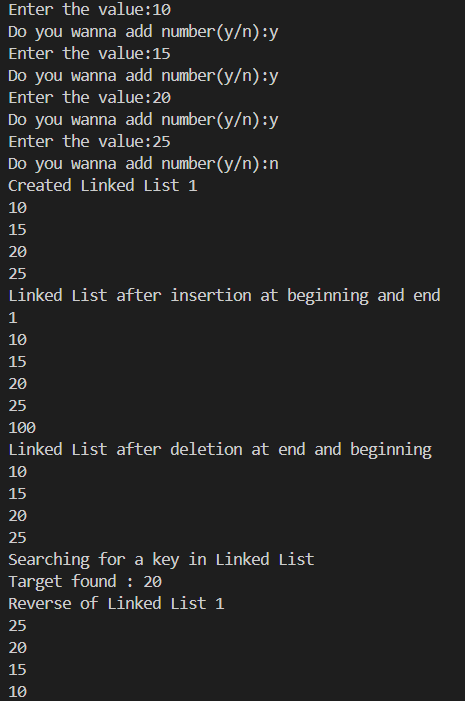 Enter the value:10
Do you wanna add number(y/n):y
Enter the value:15
Do you wanna add number(y/n):y
Enter the value:20
Do you wanna add number(y/n):y
Enter the value:25
Do you wanna add number(y/n):n
Created Linked List 1
10
15
20
25
Linked List after insertion at beginning and end
1
10
15
20
25
100
Linked List after deletion at end and beginning
10
15
20
25
Searching for a key in Linked List
Target found : 20
Reverse of Linked List 1
25
20
15
10